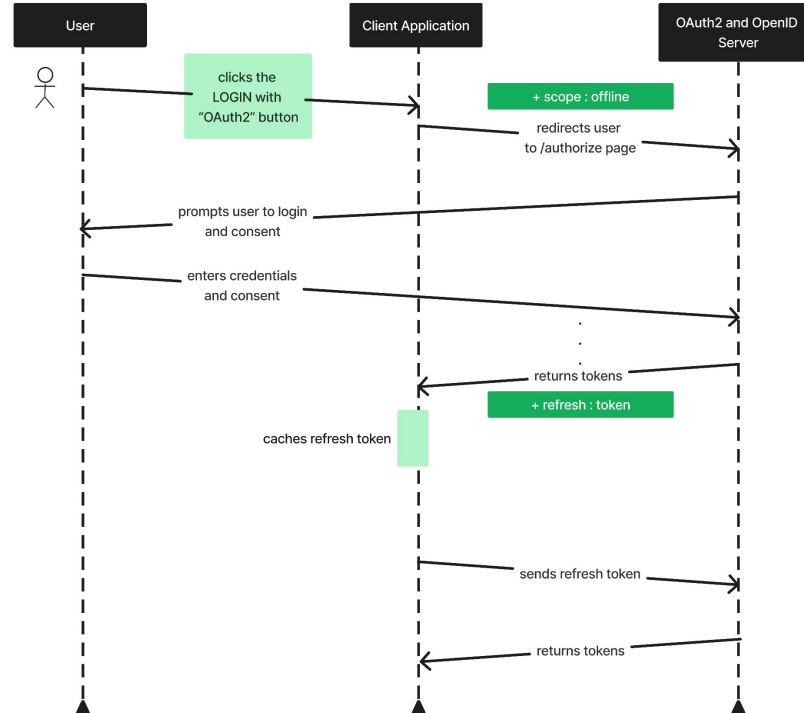 User
Client Application
OAuth2 and OpenID
Server
clicks the
LOGIN with
“OAuth2” button
+ scope : offline
redirects user
to /authorize page
prompts user to login
and consent
enters credentials
and consent
.
.
.
returns tokens
+ refresh : token
caches refresh token
sends refresh token
returns tokens